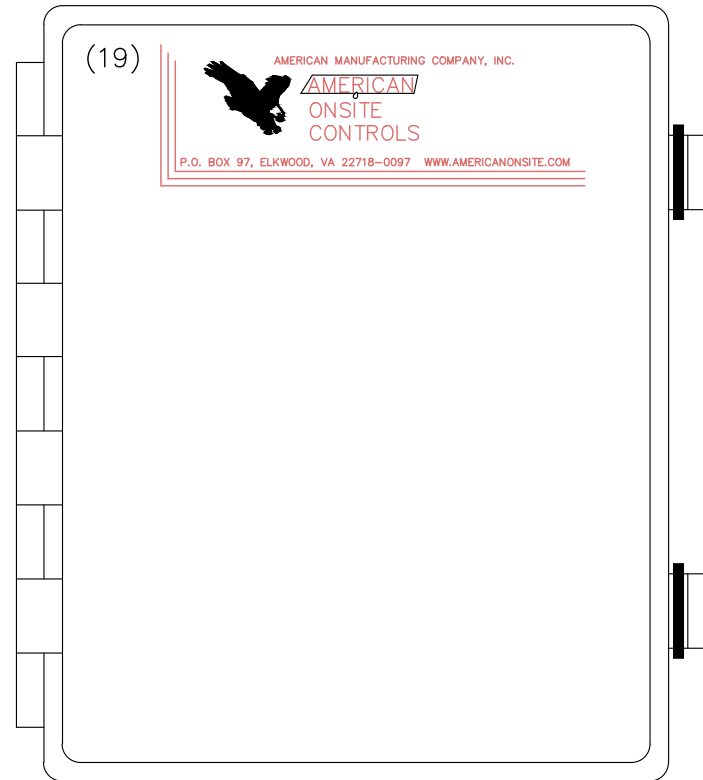 (19)
AMERICAN MANUFACTURING COMPANY, INC.
AMERICAN
ONSITE
CONTROLS
P.O. BOX 97, ELKWOOD, VA 22718-0097 WWW.AMERICANONSITE.COM